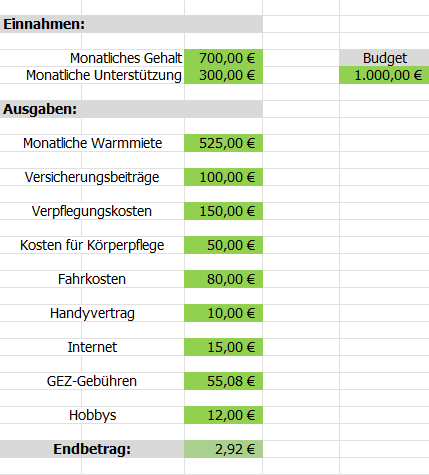 Einnahmen:
Monatliches Gehalt 700,00 € Budget
Monatliche Unterstützung 300,00 € 1.000,00 €
Ausgaben:
Monatliche Warmmiete 525,00 €
Versicherungsbeiträge 100,00 €
Verpflegungskosten 150,00 €
Kosten für Körperpflege 50,00 €
Fahrkosten 80,00 €
Handyvertrag 10,00 €
Internet 15,00 €
GEZ-Gebühren 55,08 €
Hobbys 12,00 €
Endbetrag: 2,92 €